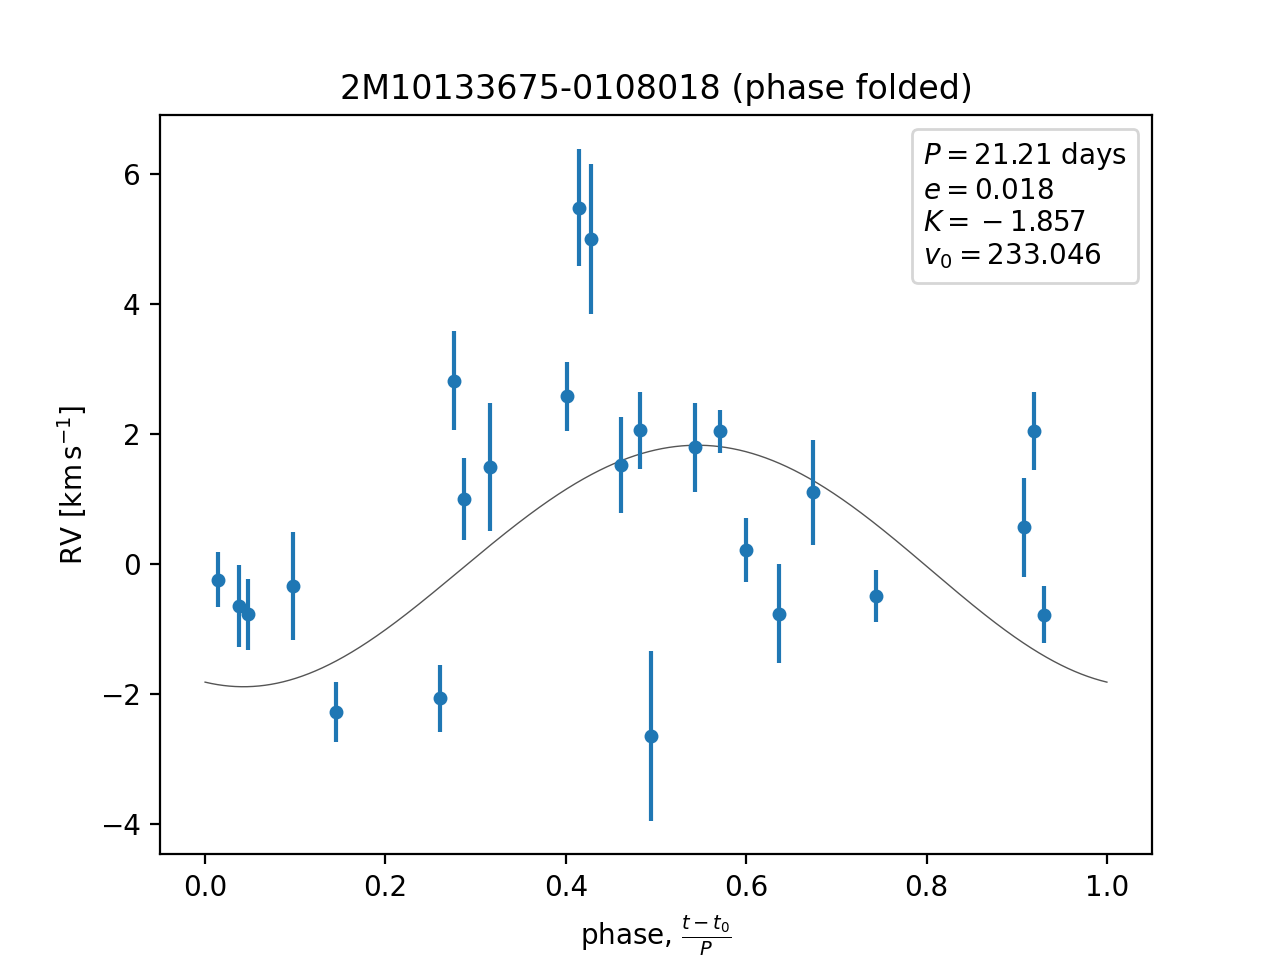 2M10133675-0108018 (phase folded)
P = 21.21 days
e = 0.018
K = −1.857
v₀ = 233.046
RV [km s⁻¹]
6
4
2
0
−2
−4
0.0 0.2 0.4 0.6 0.8 1.0
phase, (t − t₀)/P